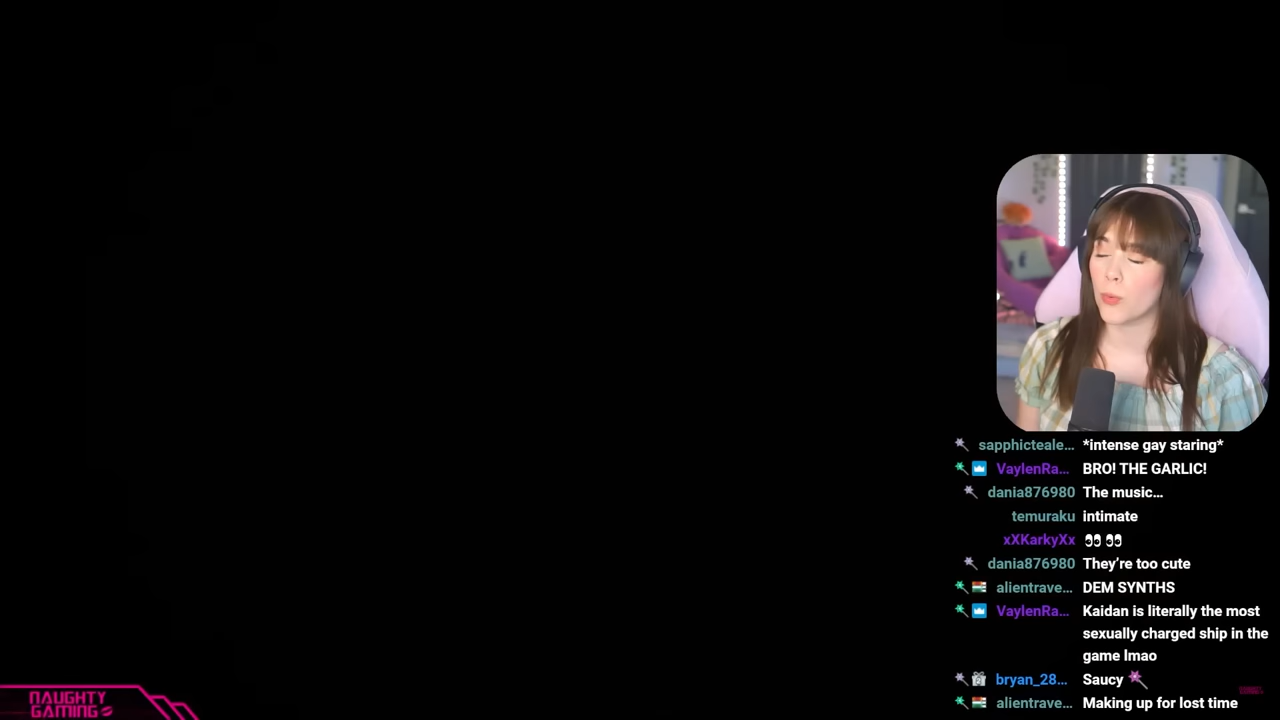 sapphicteale… *intense gay staring*
VaylenRa… BRO! THE GARLIC!
dania876980 The music…
temuraku intimate
xXKarkyXx
dania876980 They're too cute
alientrave… DEM SYNTHS
VaylenRa… Kaidan is literally the most
sexually charged ship in the
game lmao
bryan_28… Saucy
alientrave… Making up for lost time
NAUGHTY
GAMING